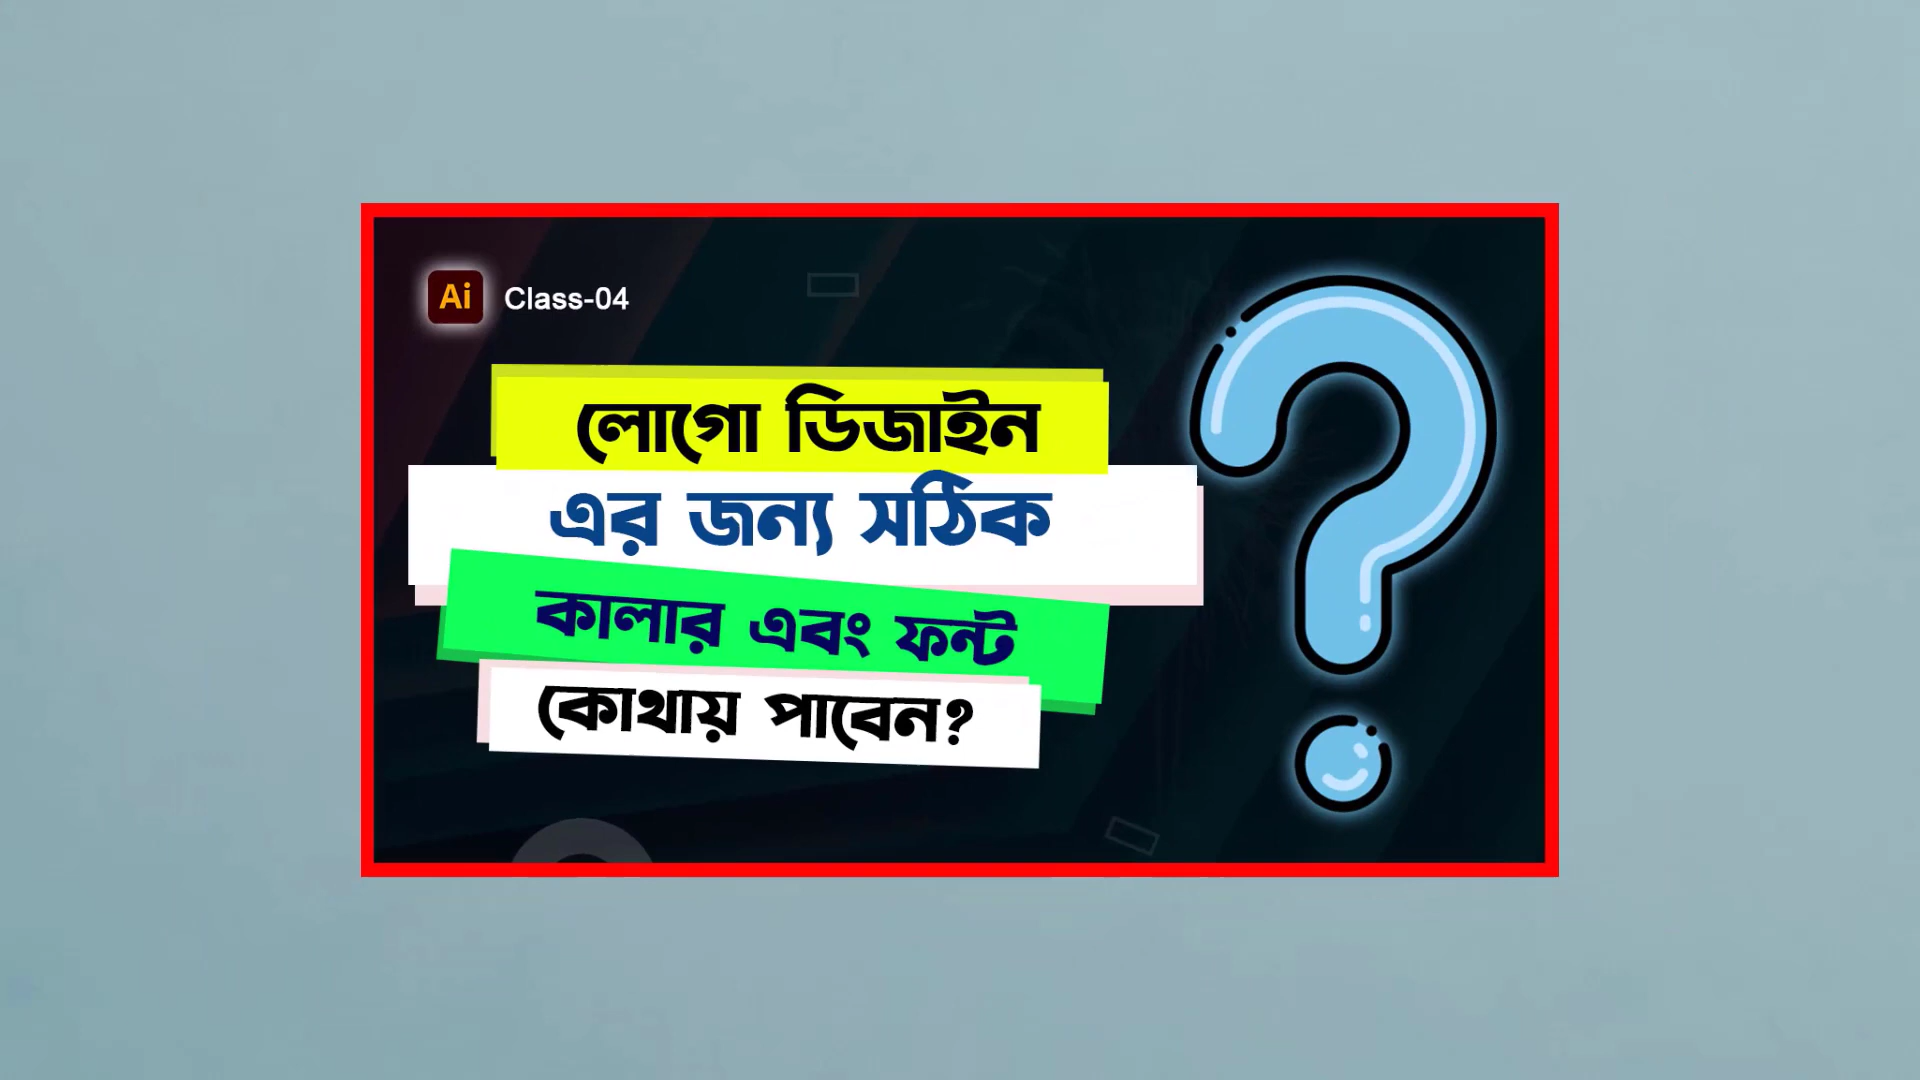 Ai Class-04
লোগো ডিজাইন
এর জন্য সঠিক
কালার এবং ফন্ট
কোথায় পাবেন?